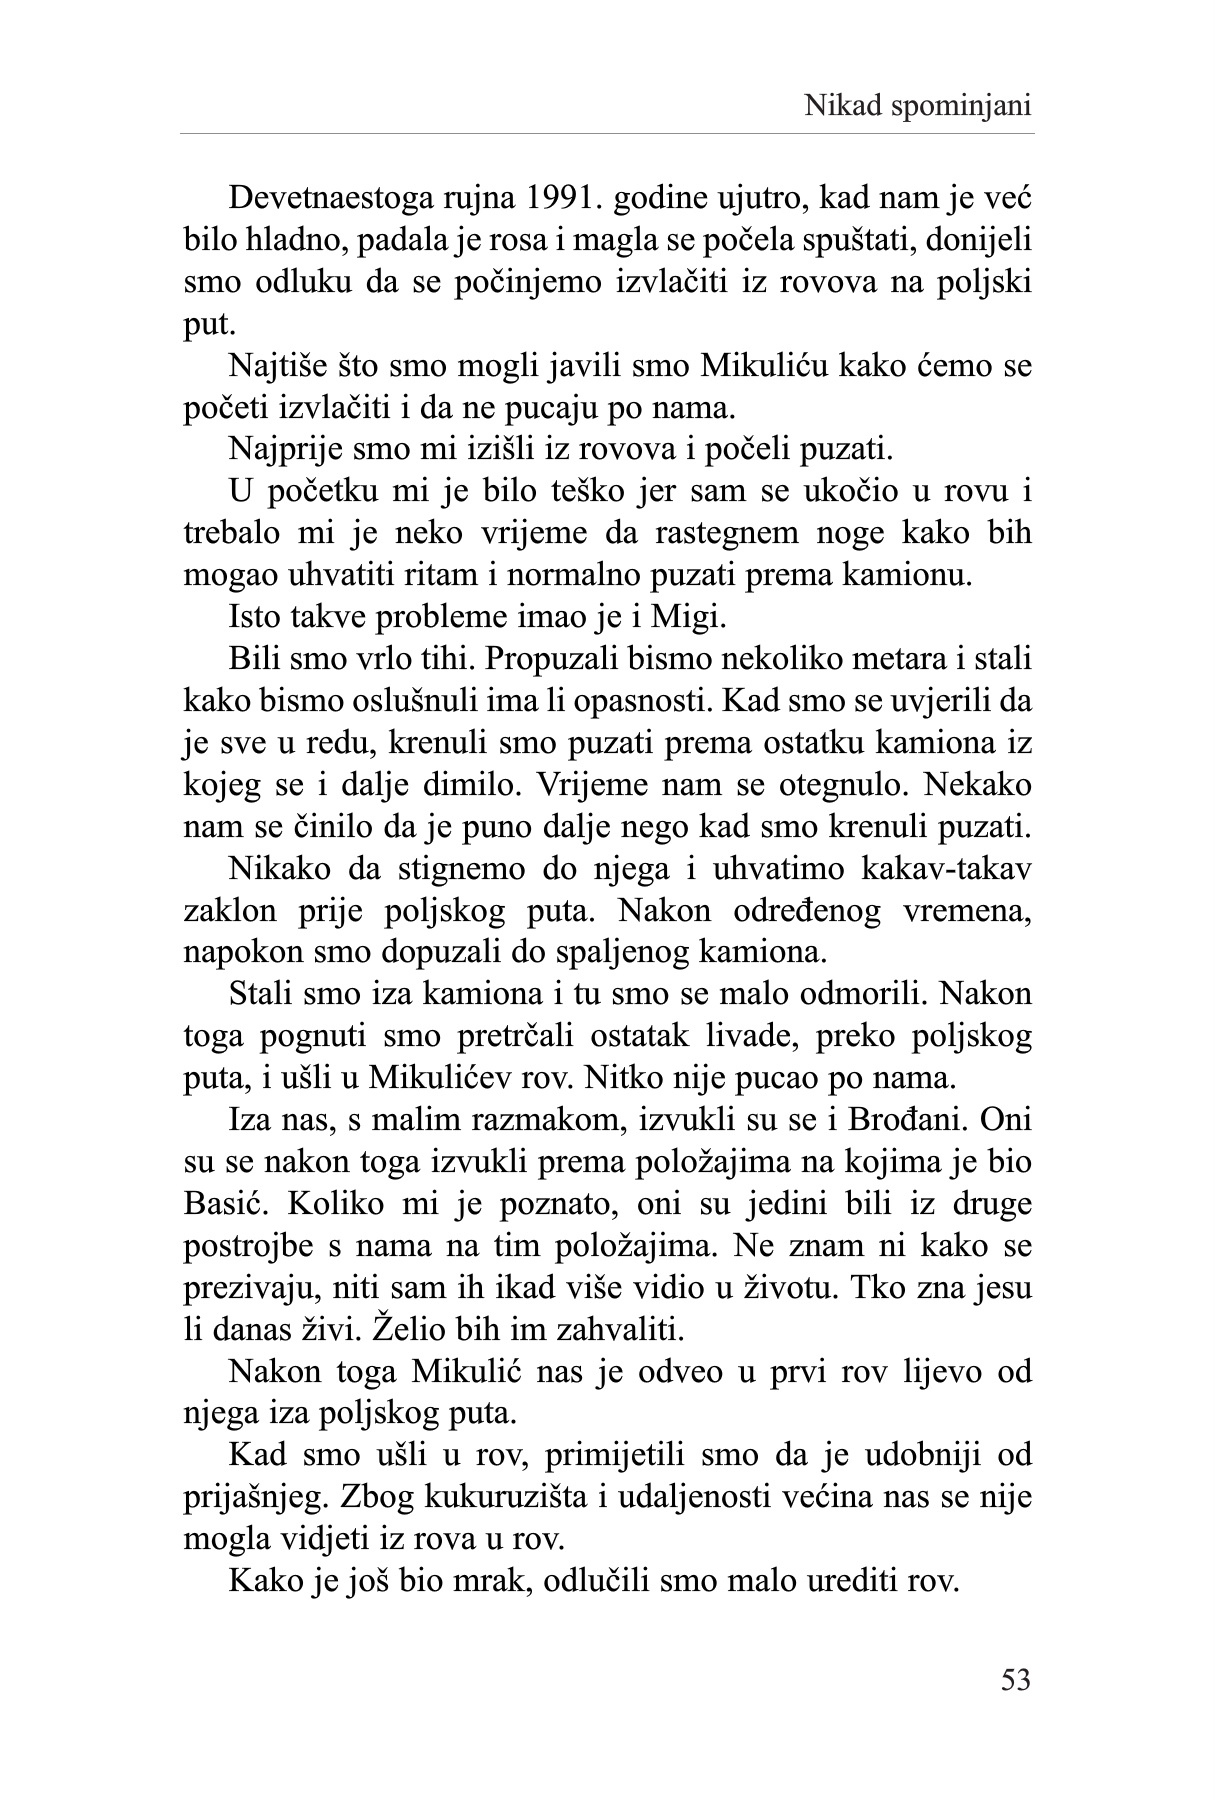 Nikad spominjani
Devetnaestoga rujna 1991. godine ujutro, kad nam je već
bilo hladno, padala je rosa i magla se počela spuštati, donijeli
smo odluku da se počinjemo izvlačiti iz rovova na poljski
put.
Najtiše što smo mogli javili smo Mikuliću kako ćemo se
početi izvlačiti i da ne pucaju po nama.
Najprije smo mi izišli iz rovova i počeli puzati.
U početku mi je bilo teško jer sam se ukočio u rovu i
trebalo mi je neko vrijeme da rastegnem noge kako bih
mogao uhvatiti ritam i normalno puzati prema kamionu.
Isto takve probleme imao je i Migi.
Bili smo vrlo tihi. Propuzali bismo nekoliko metara i stali
kako bismo oslušnuli ima li opasnosti. Kad smo se uvjerili da
je sve u redu, krenuli smo puzati prema ostatku kamiona iz
kojeg se i dalje dimilo. Vrijeme nam se otegnulo. Nekako
nam se činilo da je puno dalje nego kad smo krenuli puzati.
Nikako da stignemo do njega i uhvatimo kakav-takav
zaklon prije poljskog puta. Nakon određenog vremena,
napokon smo dopuzali do spaljenog kamiona.
Stali smo iza kamiona i tu smo se malo odmorili. Nakon
toga pognuti smo pretrčali ostatak livade, preko poljskog
puta, i ušli u Mikulićev rov. Nitko nije pucao po nama.
Iza nas, s malim razmakom, izvukli su se i Brođani. Oni
su se nakon toga izvukli prema položajima na kojima je bio
Basić. Koliko mi je poznato, oni su jedini bili iz druge
postrojbe s nama na tim položajima. Ne znam ni kako se
prezivaju, niti sam ih ikad više vidio u životu. Tko zna jesu
li danas živi. Želio bih im zahvaliti.
Nakon toga Mikulić nas je odveo u prvi rov lijevo od
njega iza poljskog puta.
Kad smo ušli u rov, primijetili smo da je udobniji od
prijašnjeg. Zbog kukuruzišta i udaljenosti većina nas se nije
mogla vidjeti iz rova u rov.
Kako je još bio mrak, odlučili smo malo urediti rov.
53